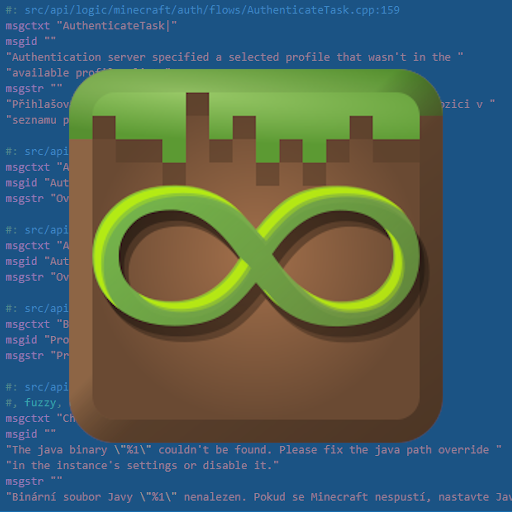 #: src/api/logic/minecraft/auth/flows/AuthenticateTask.cpp:159
msgctxt "AuthenticateTask|"
msgid ""
"Authentication server specified a selected profile that wasn't in the "
"available
msgstr ""
"Přihlašov ozici v "
"seznamu p
#: src/api
msgctxt "A
msgid "Aut
msgstr "Ov
#: src/api
msgctxt "A
msgid "Aut
msgstr "Ov
#: src/api
msgctxt "B
msgid "Pro
msgstr "Pr
#: src/api
#, fuzzy,
msgctxt "Ch
msgid ""
"The java binary \"%1\" couldn't be found. Please fix the java path override "
"in the instance's settings or disable it."
msgstr ""
"Binární soubor Javy \"%1\" nenalezen. Pokud se Minecraft nespustí, nastavte Jav